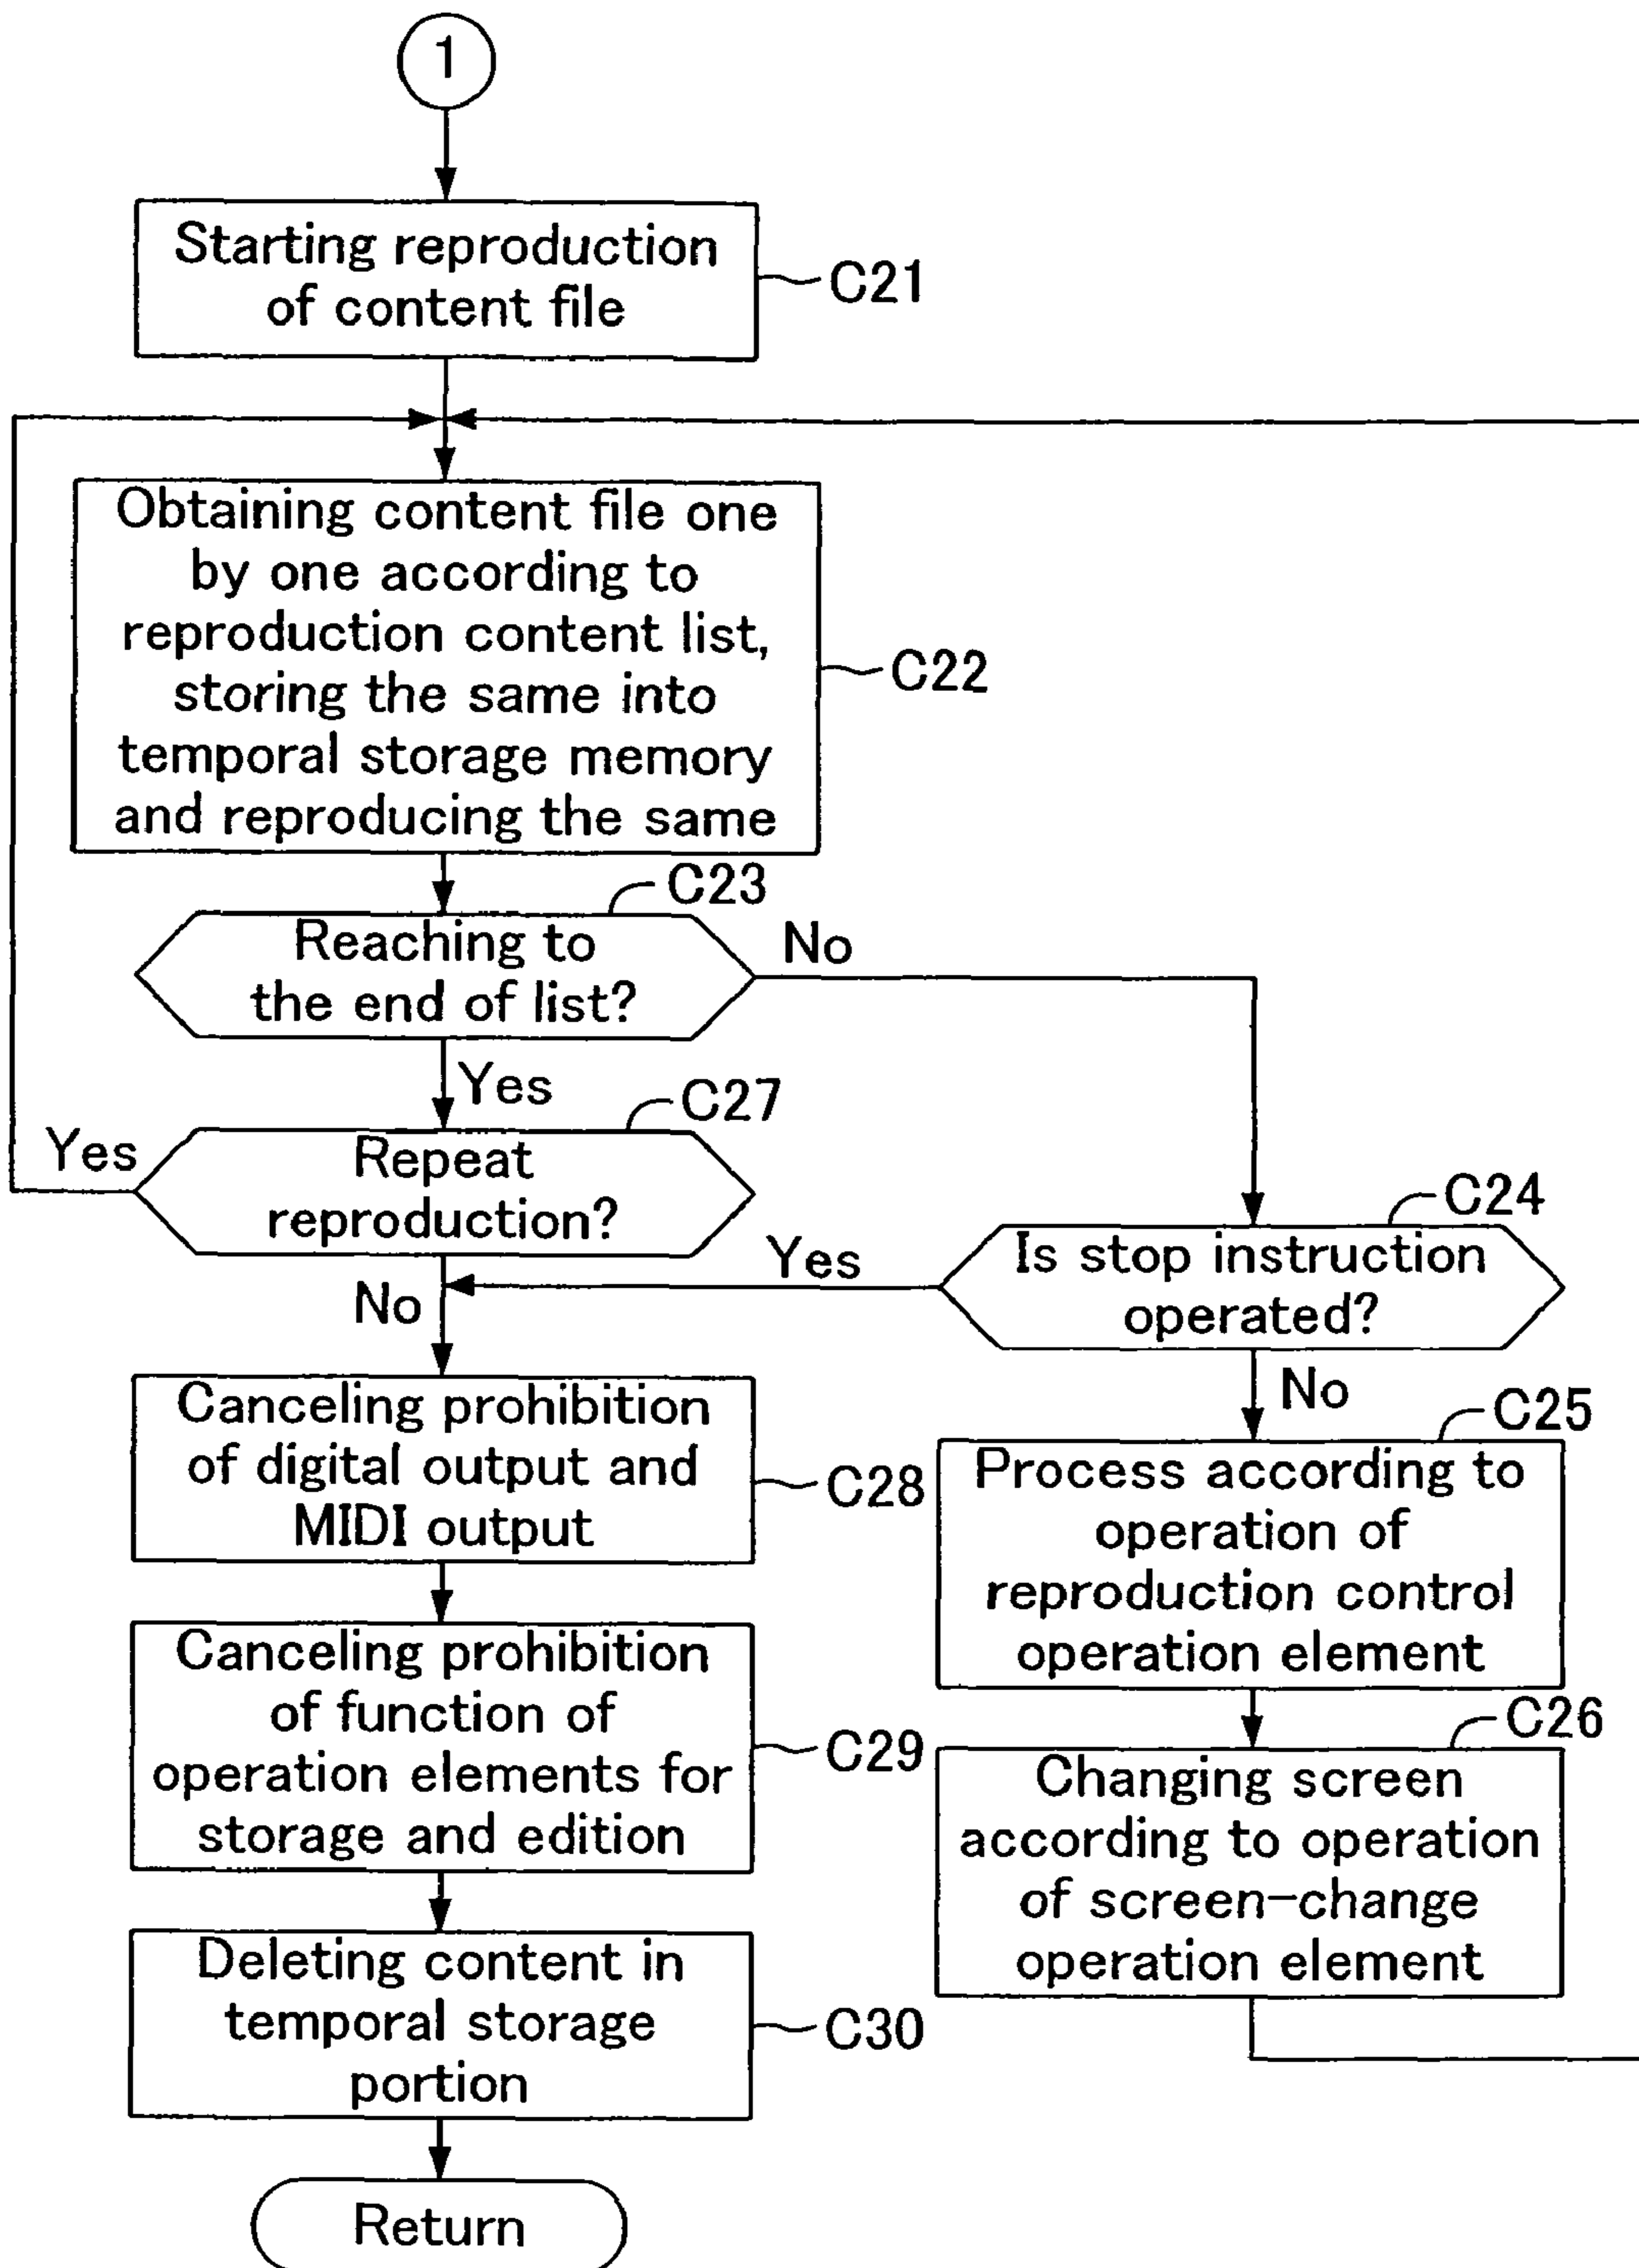 1
Starting reproduction
of content file
C21
Obtaining content file one
by one according to
reproduction content list,
storing the same into
temporal storage memory
and reproducing the same
C22
C23
Reaching to
the end of list?
No
Yes
C27
Repeat
reproduction?
Yes
No
C24
Is stop instruction
operated?
Yes
No
C25
Process according to
operation of
reproduction control
operation element
C26
Changing screen
according to operation
of screen-change
operation element
Canceling prohibition
of digital output and
MIDI output
C28
Canceling prohibition
of function of
operation elements for
storage and edition
C29
Deleting content in
temporal storage
portion
C30
Return